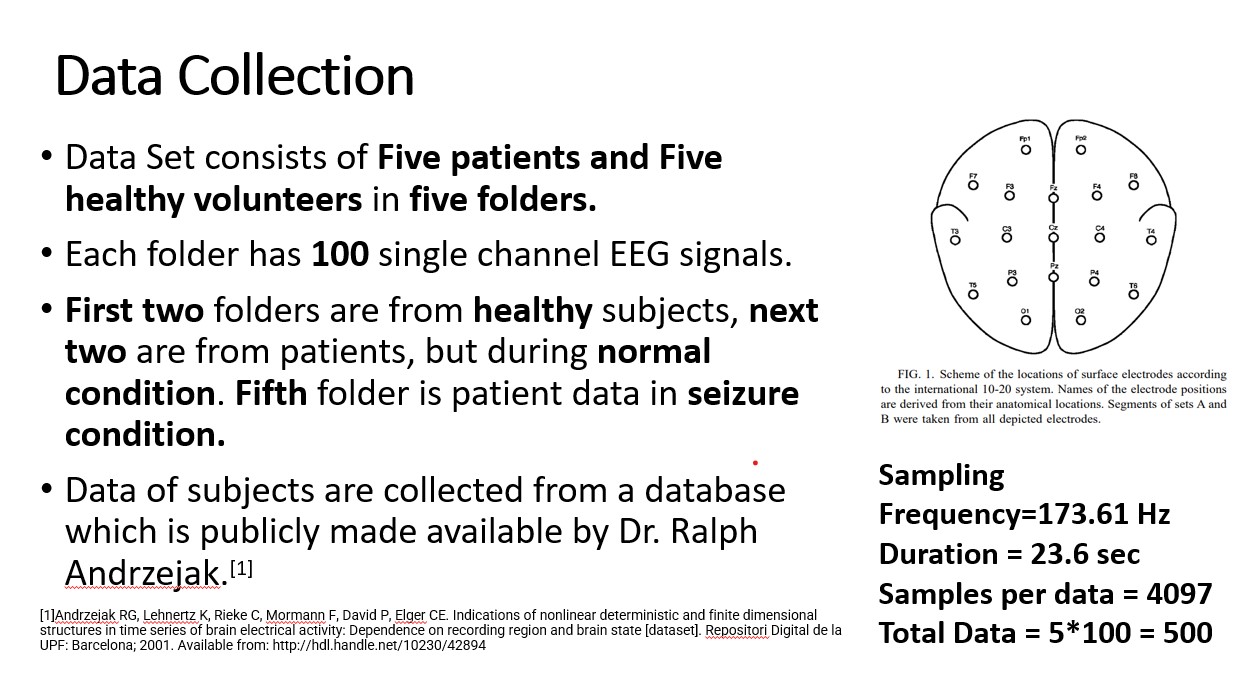 Data Collection
• Data Set consists of Five patients and Five
healthy volunteers in five folders.
• Each folder has 100 single channel EEG signals.
• First two folders are from healthy subjects, next
two are from patients, but during normal
condition. Fifth folder is patient data in seizure
condition.
• Data of subjects are collected from a database
which is publicly made available by Dr. Ralph
Andrzejak.[1]
[1]Andrzejak RG, Lehnertz K, Rieke C, Mormann F, David P, Elger CE. Indications of nonlinear deterministic and finite dimensional
structures in time series of brain electrical activity: Dependence on recording region and brain state [dataset]. Repositori Digital de la
UPF: Barcelona; 2001. Available from: http://hdl.handle.net/10230/42894
Fp1 Fp2
F7 F3 Fz F4 F8
T3 C3 Cz C4 T4
T5 P3 Pz P4 T6
O1 O2
FIG. 1. Scheme of the locations of surface electrodes according
to the international 10-20 system. Names of the electrode positions
are derived from their anatomical locations. Segments of sets A and
B were taken from all depicted electrodes.
Sampling
Frequency=173.61 Hz
Duration = 23.6 sec
Samples per data = 4097
Total Data = 5*100 = 500